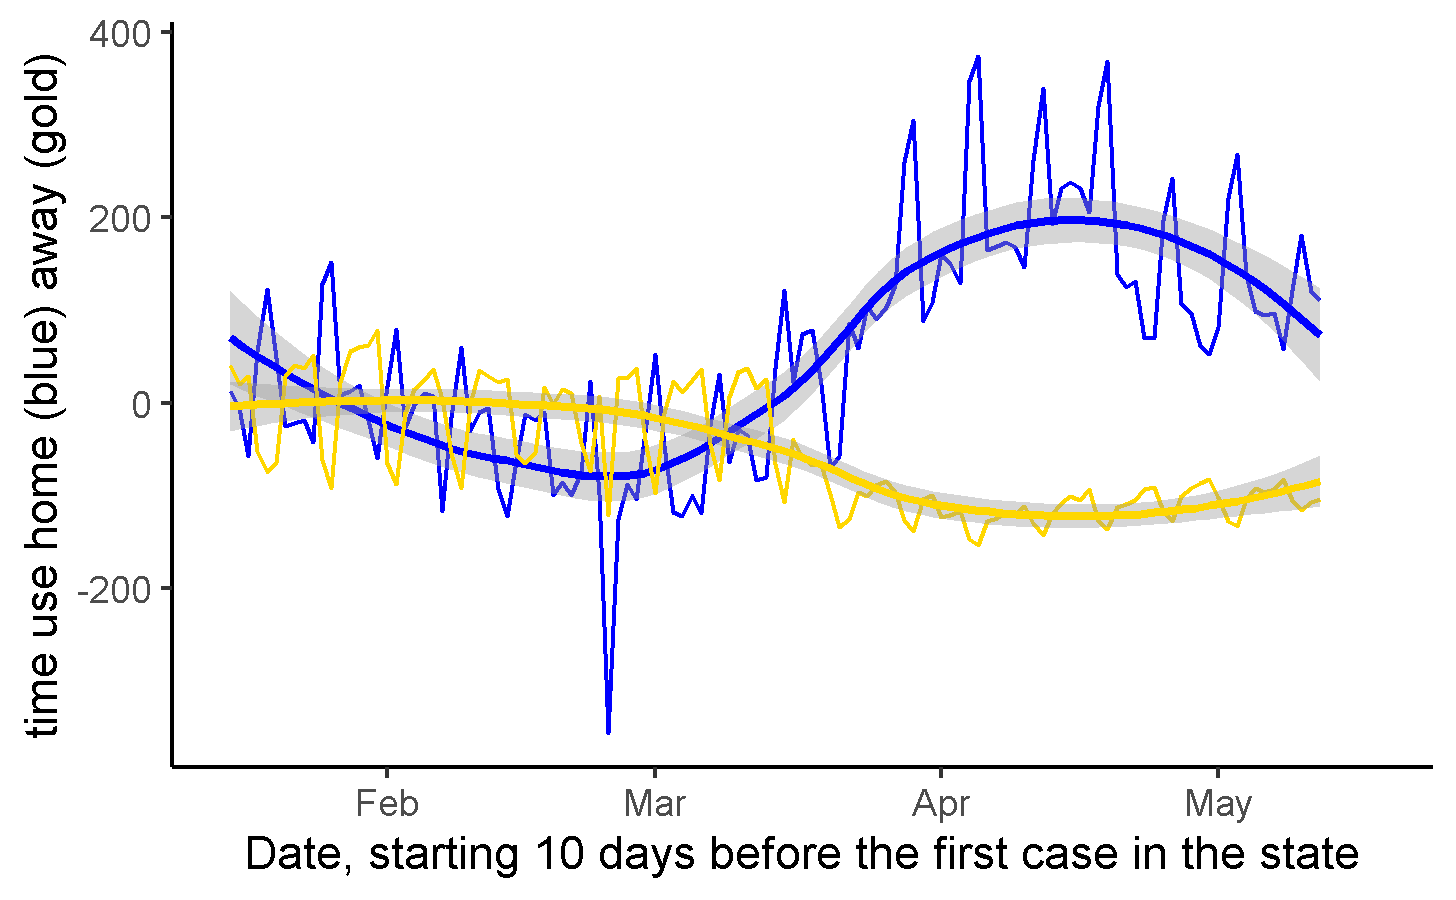 time use home (blue) away (gold)
400
200
0
-200
Feb Mar Apr May
Date, starting 10 days before the first case in the state